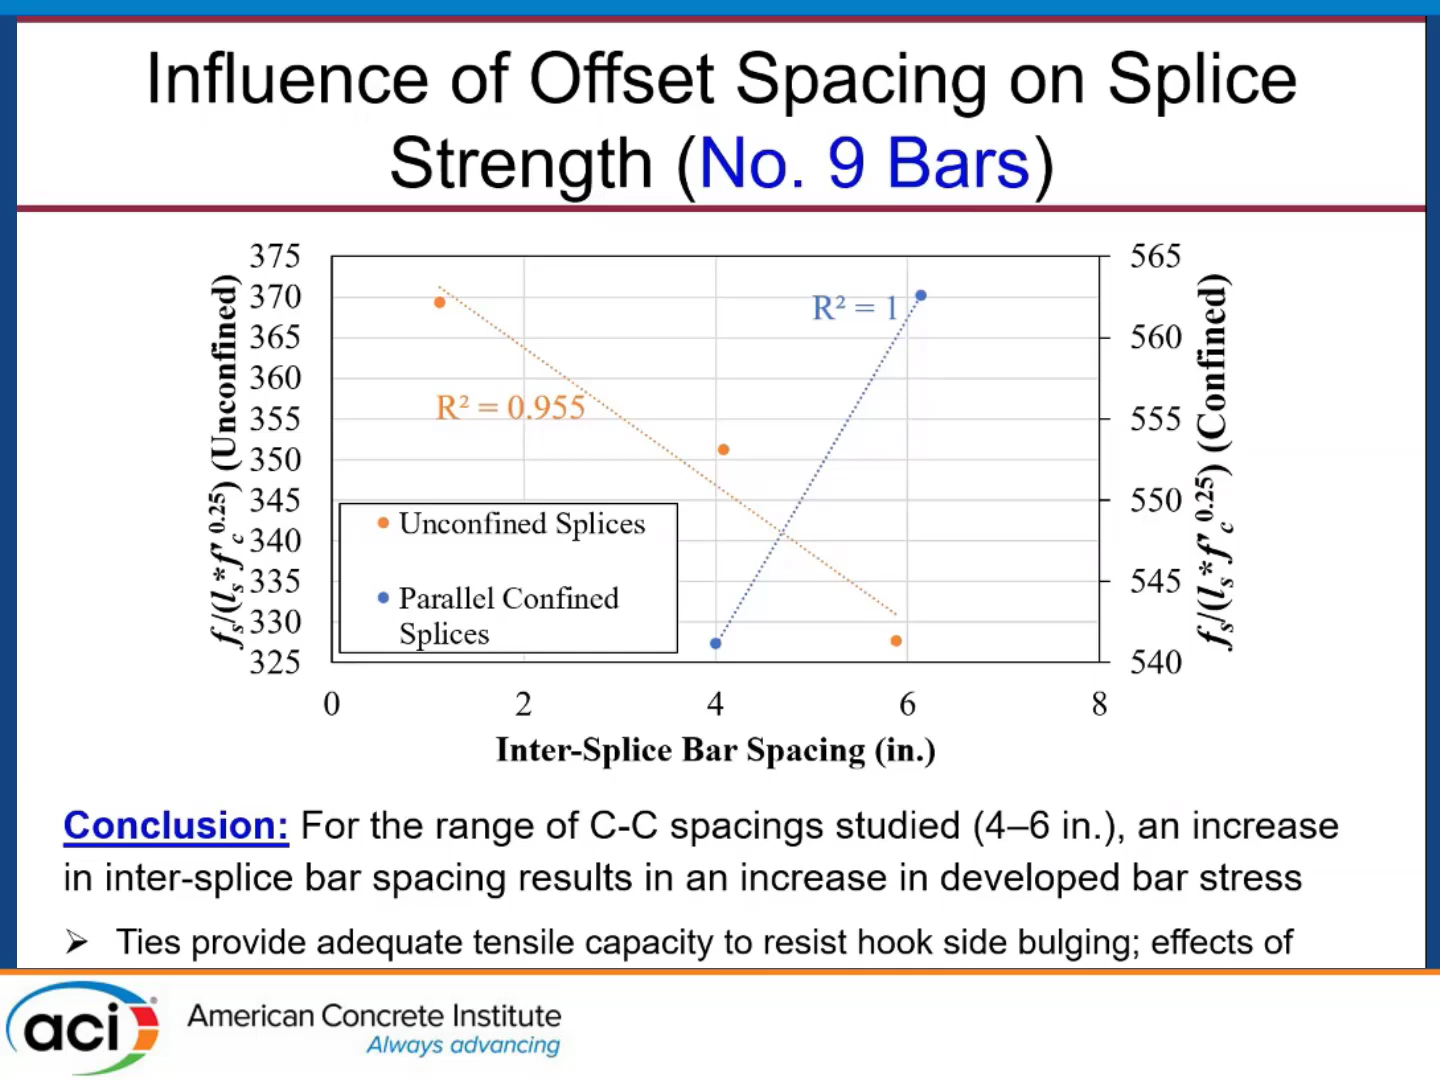 Influence of Offset Spacing on Splice
Strength (No. 9 Bars)
375
370
365
360
355
350
345
340
335
330
325
fs/(ls*f'c0.25) (Unconfined)
R² = 0.955
R² = 1
Unconfined Splices
Parallel Confined
Splices
565
560
555
550
545
540
fs/(ls*f'c0.25) (Confined)
0 2 4 6 8
Inter-Splice Bar Spacing (in.)
Conclusion: For the range of C-C spacings studied (4–6 in.), an increase
in inter-splice bar spacing results in an increase in developed bar stress
➢ Ties provide adequate tensile capacity to resist hook side bulging; effects of
aci
American Concrete Institute
Always advancing